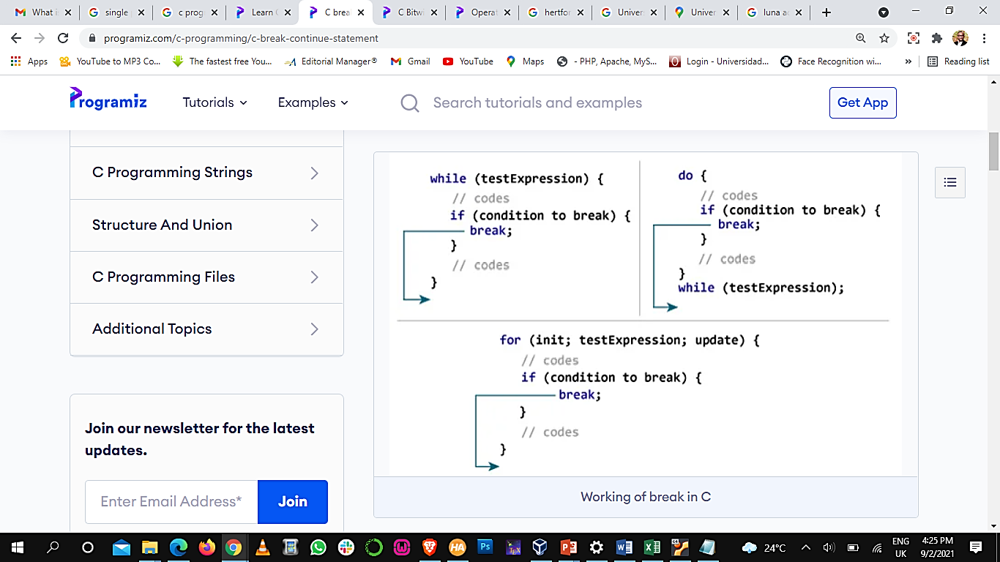 What i
single
c prog
Learn
C brea
C Bitwi
Operat
hertfor
Univer
Univer
luna a
programiz.com/c-programming/c-break-continue-statement
Apps
YouTube to MP3 Co...
The fastest free You...
Editorial Manager®
Gmail
YouTube
Maps
- PHP, Apache, MyS...
Login - Universidad...
Face Recognition wi...
»
Reading list
Programiz
Tutorials
Examples
Search tutorials and examples
Get App
C Programming Strings
Structure And Union
C Programming Files
Additional Topics
Join our newsletter for the latest
updates.
Enter Email Address*
Join
while (testExpression) {
// codes
if (condition to break) {
break;
}
// codes
}
do {
// codes
if (condition to break) {
break;
}
// codes
}
while (testExpression);
for (init; testExpression; update) {
// codes
if (condition to break) {
break;
}
// codes
}
Working of break in C
24°C
ENG
UK
4:25 PM
9/2/2021